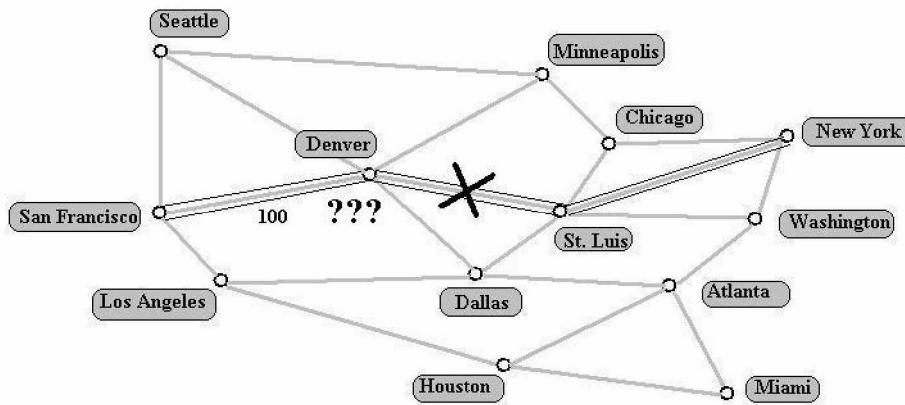 Seattle
Minneapolis
Chicago
New York
Denver
San Francisco
100
???
St. Luis
Washington
Los Angeles
Dallas
Atlanta
Houston
Miami